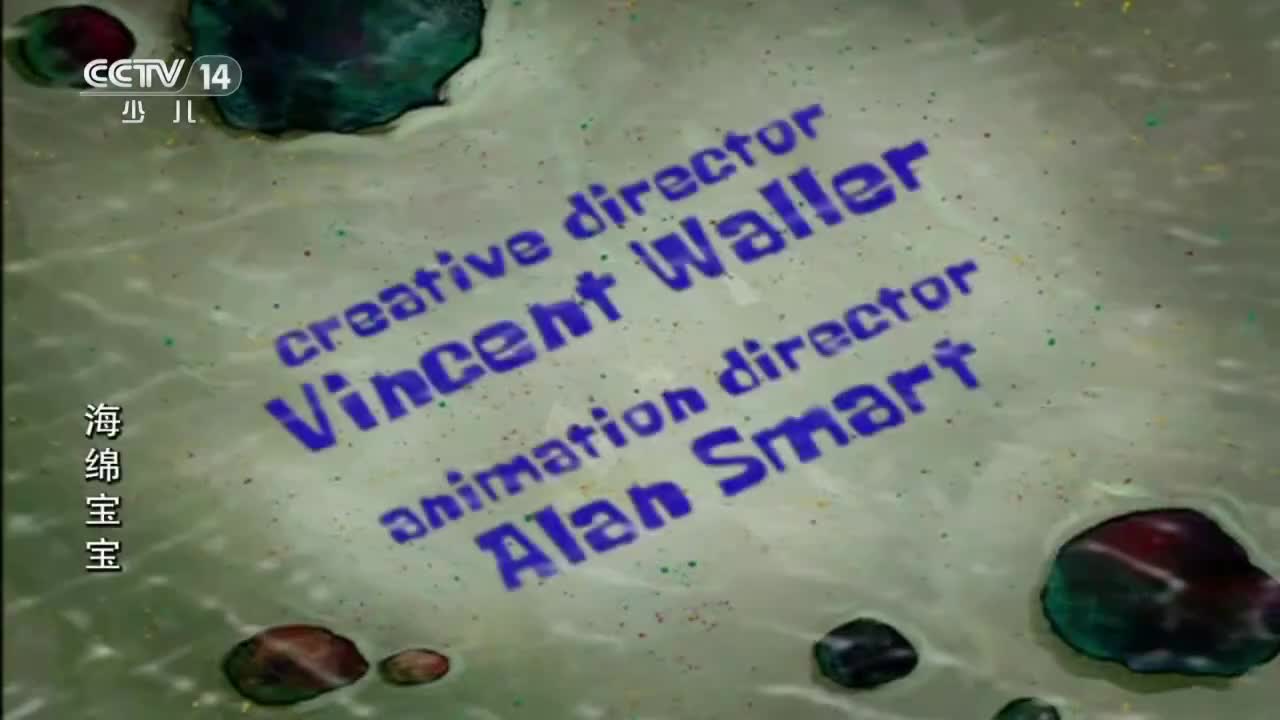 CCTV 14
少儿
creative director
Vincent Waller
animation director
Alan Smart
海绵宝宝